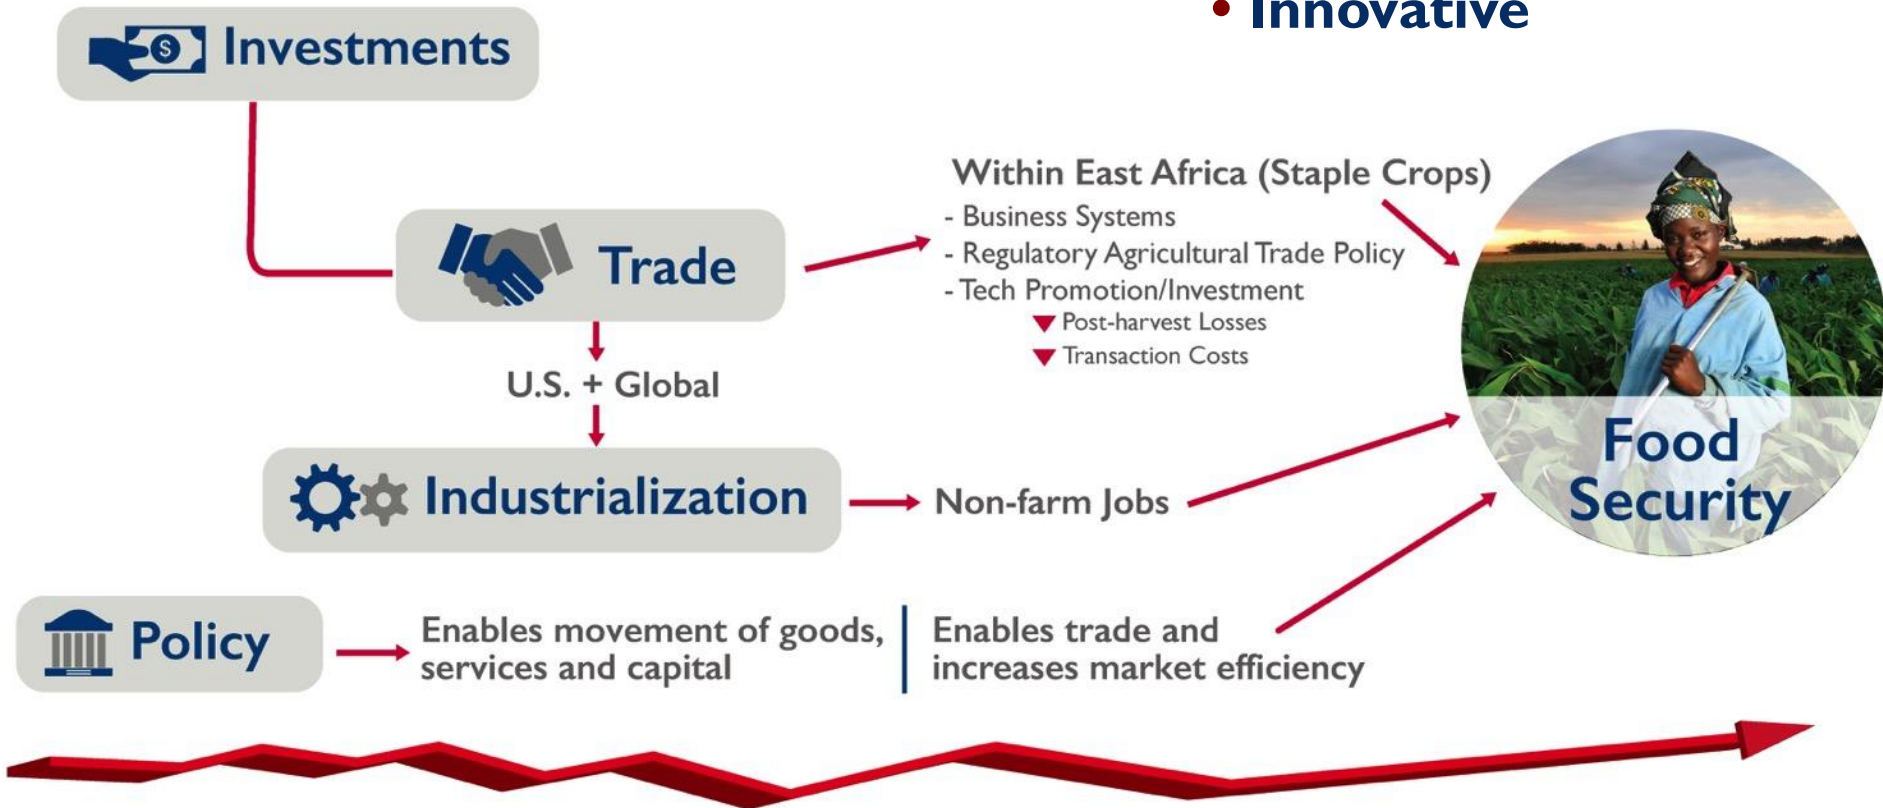 • Innovative
$ Investments
Within East Africa (Staple Crops)
- Business Systems
- Regulatory Agricultural Trade Policy
- Tech Promotion/Investment
Post-harvest Losses
Transaction Costs
Trade
U.S. + Global
Industrialization
Non-farm Jobs
Food
Security
Policy
Enables movement of goods,
services and capital
Enables trade and
increases market efficiency